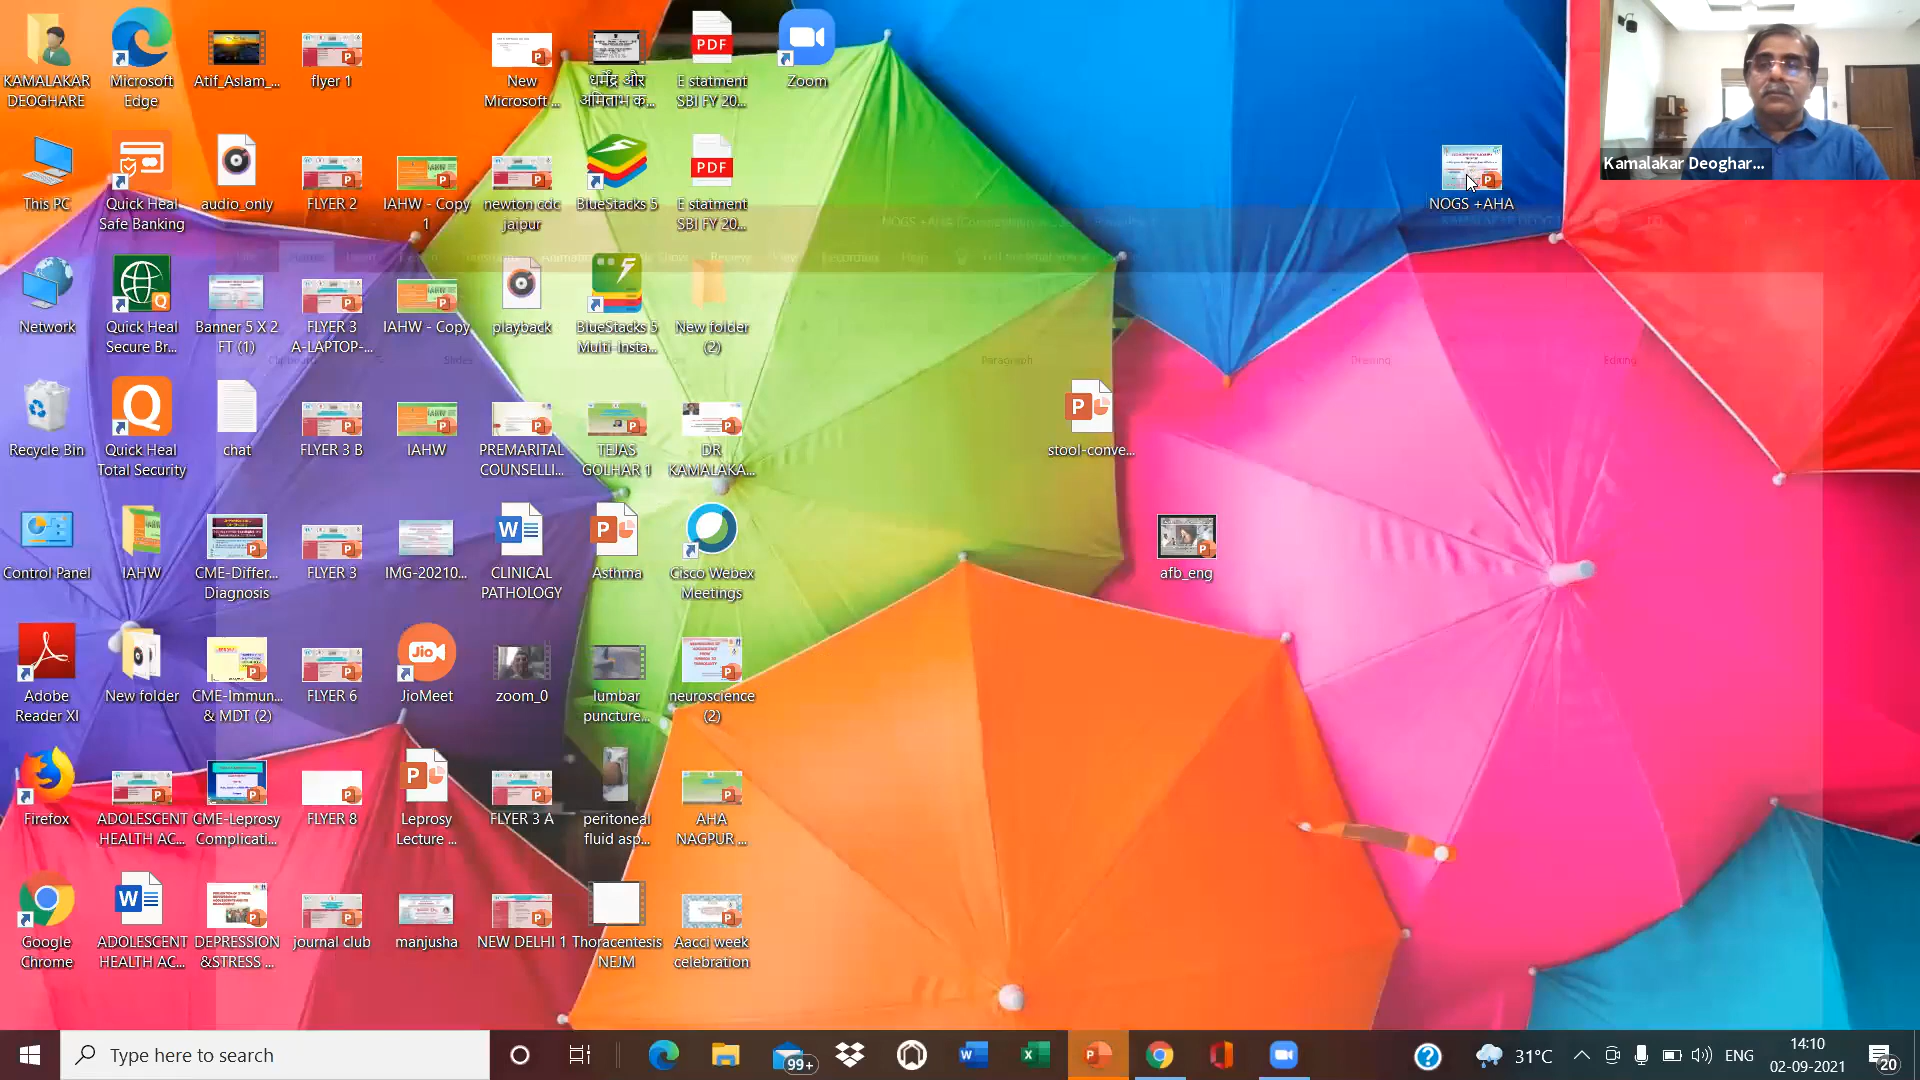 KAMALAKAR DEOGHARE
Microsoft Edge
Atif_Aslam_...
flyer 1
New Microsoft ...
धर्मेंद्र और अमिताभ क...
E statment SBI FY 20...
Zoom
Kamalakar Deoghar...
This PC
Quick Heal Safe Banking
audio_only
FLYER 2
IAHW - Copy 1
newton cdc jaipur
BlueStacks 5
E statment SBI FY 20...
NOGS +AHA
Network
Quick Heal Secure Br...
Banner 5 X 2 FT (1)
FLYER 3 A-LAPTOP-...
IAHW - Copy
playback
BlueStacks 5 Multi-Insta...
New folder (2)
Clipboard
Slides
Paragraph
Drawing
Editing
Recycle Bin
Quick Heal Total Security
chat
FLYER 3 B
IAHW
PREMARITAL COUNSELLI...
TEJAS GOLHAR 1
DR KAMALAKA...
stool-conve...
Control Panel
IAHW
CME-Differ... Diagnosis
FLYER 3
IMG-20210...
CLINICAL PATHOLOGY
Asthma
Cisco Webex Meetings
afb_eng
Adobe Reader XI
New folder
CME-Immun... & MDT (2)
FLYER 6
JioMeet
zoom_0
lumbar puncture...
neuroscience (2)
Firefox
ADOLESCENT HEALTH AC...
CME-Leprosy Complicati...
FLYER 8
Leprosy Lecture ...
FLYER 3 A
peritoneal fluid asp...
AHA NAGPUR ...
Google Chrome
ADOLESCENT HEALTH AC...
DEPRESSION &STRESS ...
journal club
manjusha
NEW DELHI 1
Thoracentesis NEJM
Aacci week celebration
Type here to search
99+
31°C
ENG
14:10
02-09-2021
20